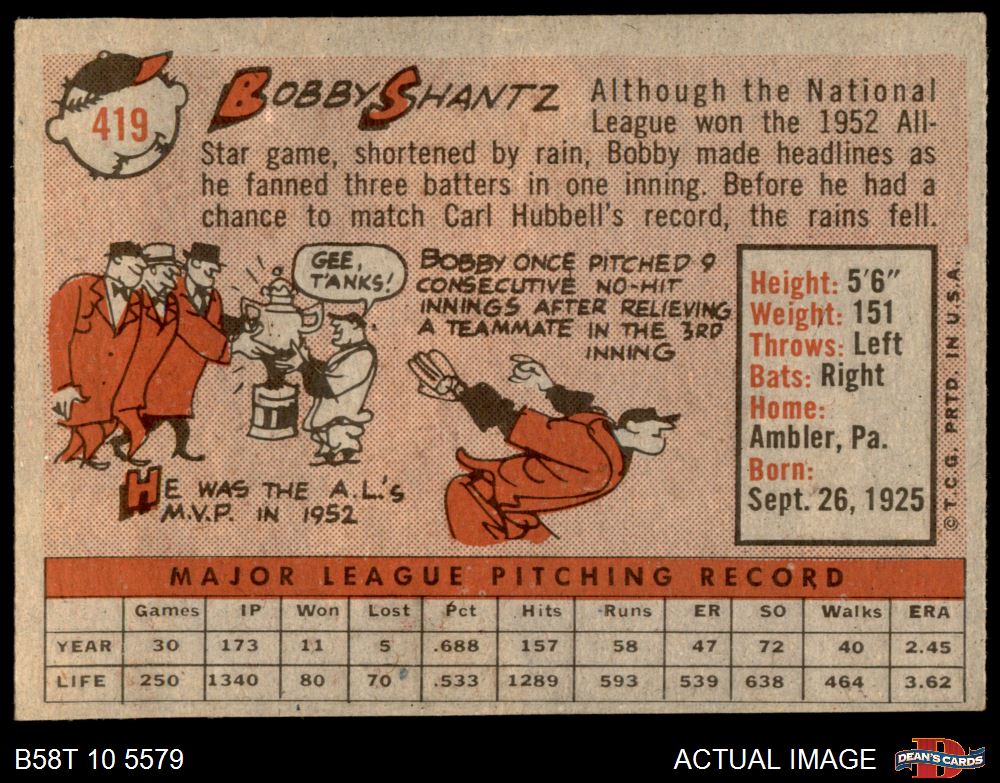 419
BOBBY SHANTZ
Although the National
League won the 1952 All-
Star game, shortened by rain, Bobby made headlines as
he fanned three batters in one inning. Before he had a
chance to match Carl Hubbell's record, the rains fell.
GEE,
TANKS!
HE WAS THE A.L.'s
M.V.P. IN 1952
BOBBY ONCE PITCHED 9
CONSECUTIVE NO-HIT
INNINGS AFTER RELIEVING
A TEAMMATE IN THE 3RD
INNING
Height: 5'6"
Weight: 151
Throws: Left
Bats: Right
Home:
Ambler, Pa.
Born:
Sept. 26, 1925
© T.C.G. PRTD. IN U.S.A.
MAJOR LEAGUE PITCHING RECORD
Games IP Won Lost Pct Hits Runs ER SO Walks ERA
YEAR 30 173 11 5 .688 157 58 47 72 40 2.45
LIFE 250 1340 80 70 .533 1289 593 539 638 464 3.62
B58T 10 5579
ACTUAL IMAGE
D
DEAN'S CARDS